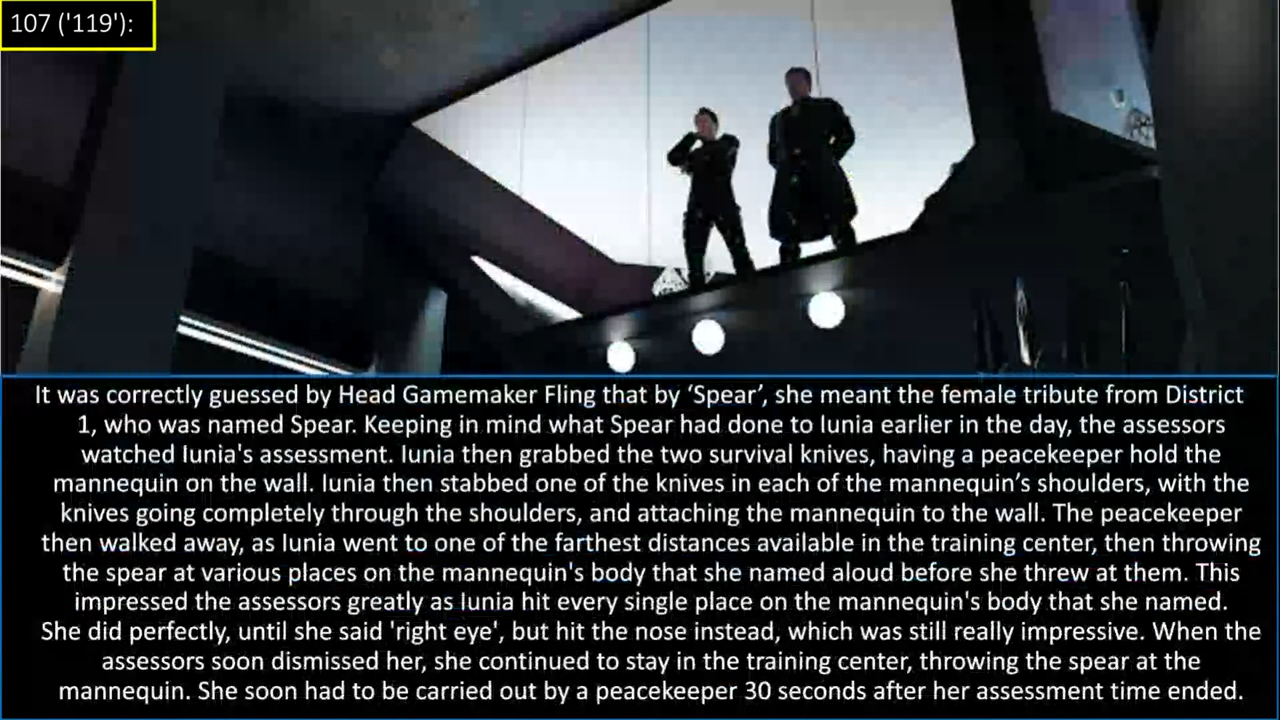 107 ('119'):
It was correctly guessed by Head Gamemaker Fling that by ‘Spear’, she meant the female tribute from District
1, who was named Spear. Keeping in mind what Spear had done to Iunia earlier in the day, the assessors
watched Iunia's assessment. Iunia then grabbed the two survival knives, having a peacekeeper hold the
mannequin on the wall. Iunia then stabbed one of the knives in each of the mannequin’s shoulders, with the
knives going completely through the shoulders, and attaching the mannequin to the wall. The peacekeeper
then walked away, as Iunia went to one of the farthest distances available in the training center, then throwing
the spear at various places on the mannequin's body that she named aloud before she threw at them. This
impressed the assessors greatly as Iunia hit every single place on the mannequin's body that she named.
She did perfectly, until she said 'right eye', but hit the nose instead, which was still really impressive. When the
assessors soon dismissed her, she continued to stay in the training center, throwing the spear at the
mannequin. She soon had to be carried out by a peacekeeper 30 seconds after her assessment time ended.